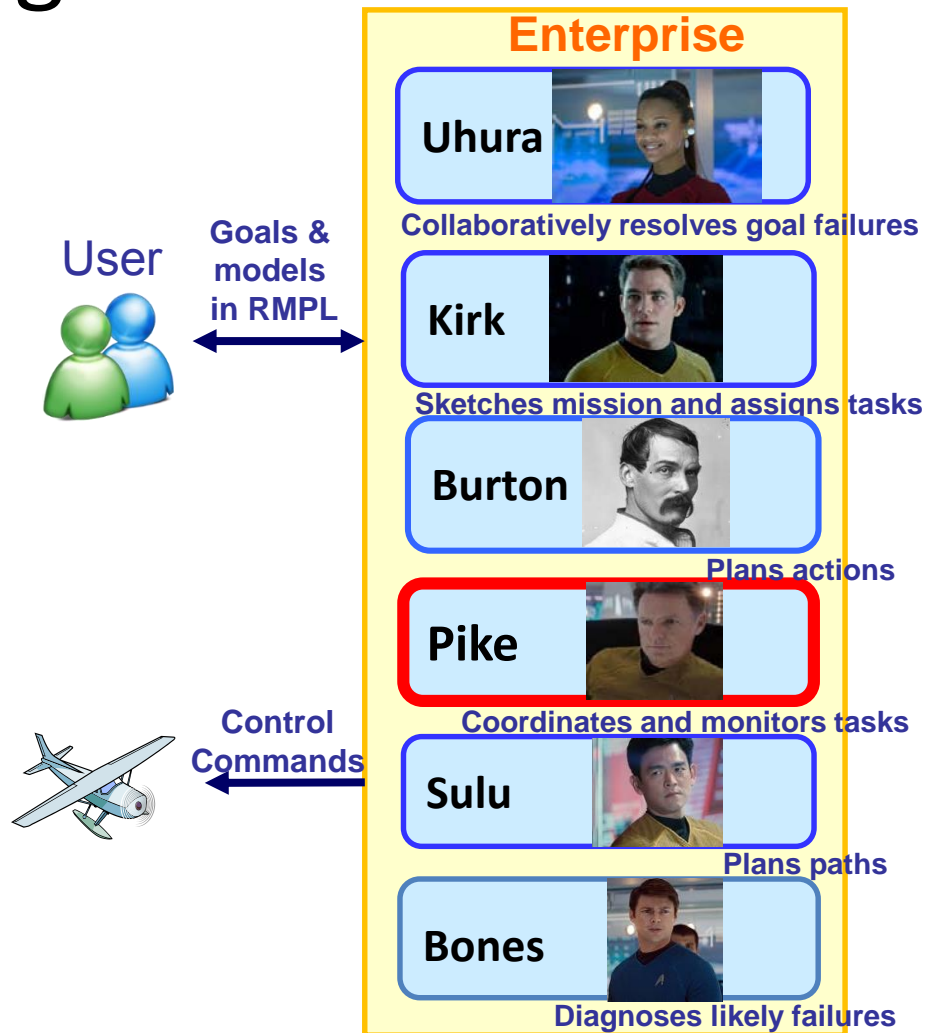 g
Enterprise
Uhura
Collaboratively resolves goal failures
User
Goals &
models
in RMPL
Kirk
Sketches mission and assigns tasks
Burton
Plans actions
Pike
Coordinates and monitors tasks
Control
Commands
Sulu
Plans paths
Bones
Diagnoses likely failures